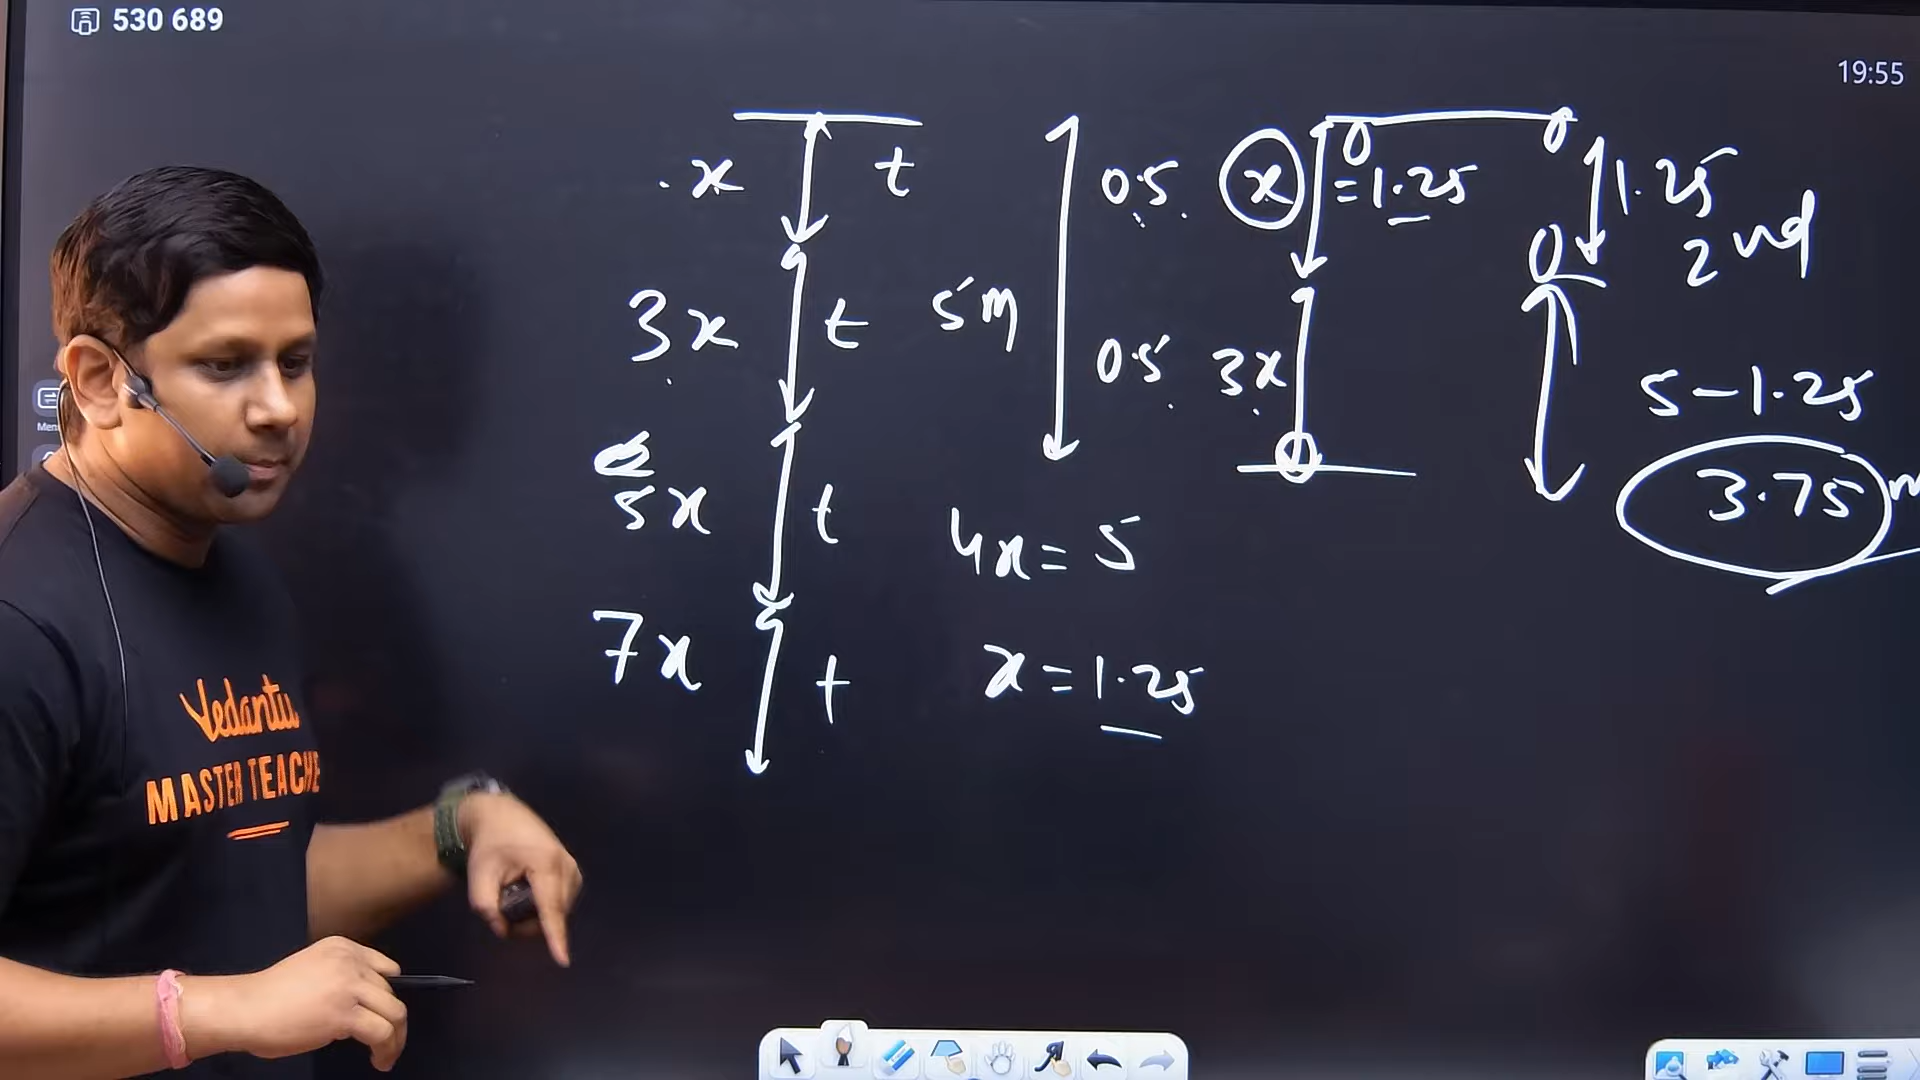 530 689
19:55
x t
3x t
5x t
7x t
5m
0.5
0.5
x = 1.25
3x
4x = 5
x = 1.25
1.25
2nd
5 - 1.25
3.75 m
Vedantu
MASTER TEACHE